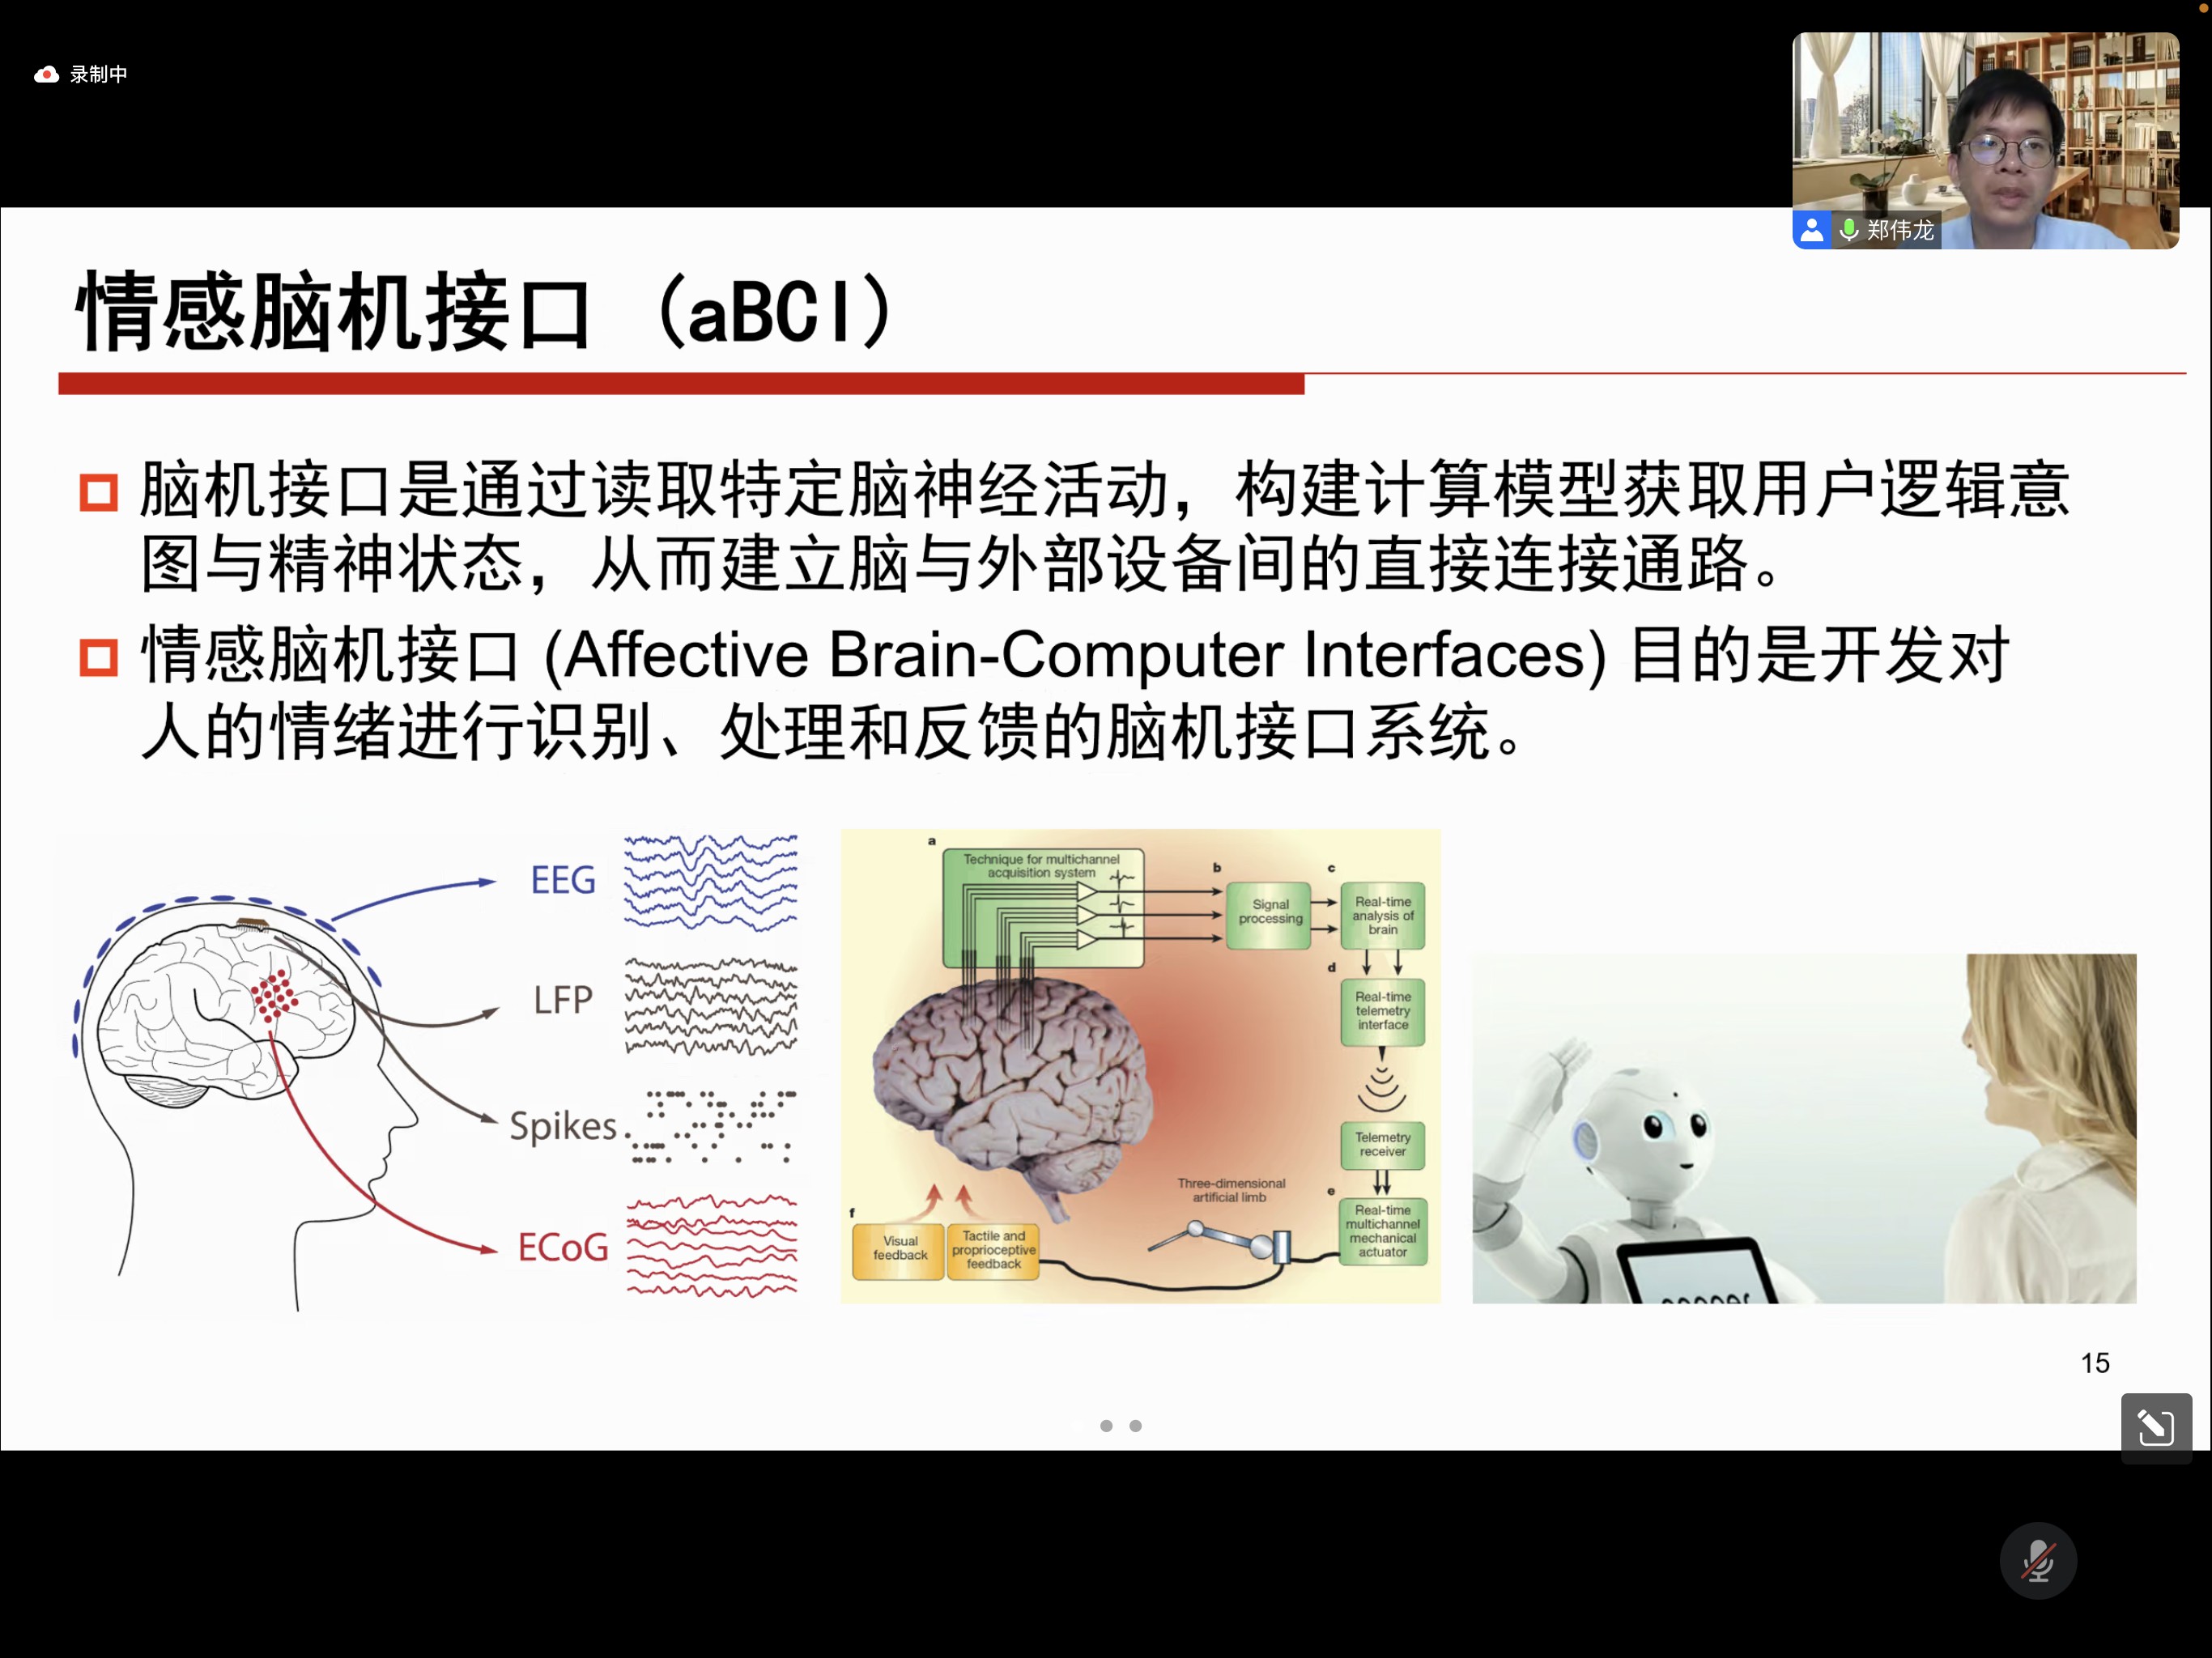 录制中
郑伟龙
情感脑机接口 (aBCI)
脑机接口是通过读取特定脑神经活动，构建计算模型获取用户逻辑意
图与精神状态，从而建立脑与外部设备间的直接连接通路。
情感脑机接口 (Affective Brain-Computer Interfaces) 目的是开发对
人的情绪进行识别、处理和反馈的脑机接口系统。
EEG
LFP
Spikes
ECoG
a
Technique for multichannel
acquisition system
b
Signal
processing
c
Real-time
analysis of
brain
d
Real-time
telemetry
interface
Telemetry
receiver
e
Real-time
multichannel
mechanical
actuator
Three-dimensional
artificial limb
f
Visual
feedback
Tactile and
proprioceptive
feedback
15